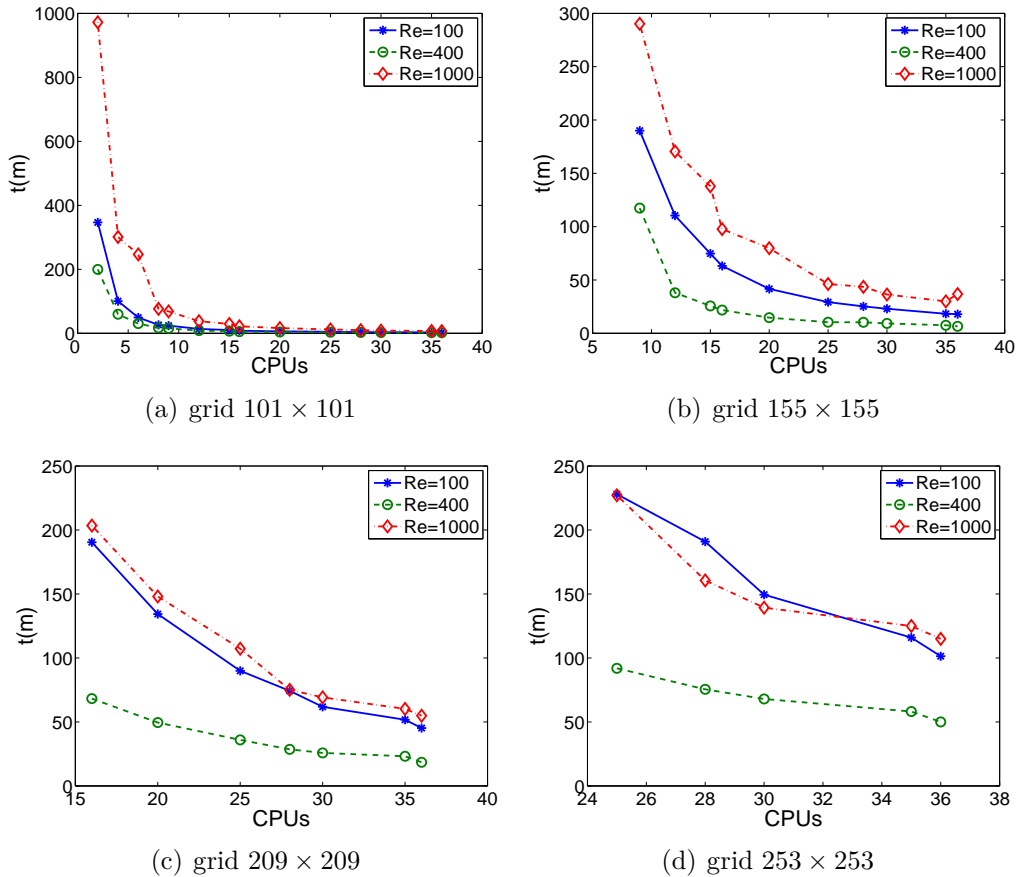 1000
800
600
400
200
0
t(m)
0
5
10
15
20
25
30
35
40
CPUs
Re=100
Re=400
Re=1000
(a) grid 101 × 101
300
250
200
150
100
50
0
t(m)
5
10
15
20
25
30
35
40
CPUs
Re=100
Re=400
Re=1000
(b) grid 155 × 155
250
200
150
100
50
0
t(m)
15
20
25
30
35
40
CPUs
Re=100
Re=400
Re=1000
(c) grid 209 × 209
250
200
150
100
50
0
t(m)
24
26
28
30
32
34
36
38
CPUs
Re=100
Re=400
Re=1000
(d) grid 253 × 253